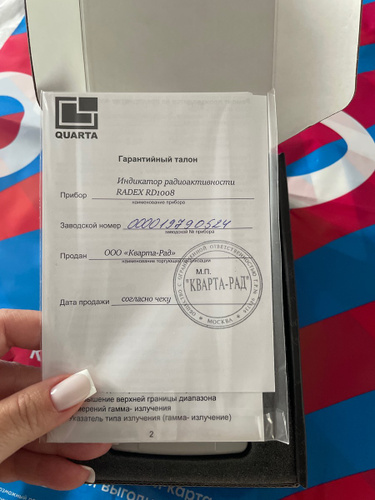 QUARTA
Гарантийный талон
Индикатор радиоактивности
Прибор RADEX RD1008
наименование прибора
Заводской номер 000019790524
заводской № прибора
Продан ООО «Кварта-Рад»
наименование торгующей организации
М.П.
"КВАРТА-РАД"
МОСКВА
Дата продажи согласно чеку
вышение верхней границы диапазона
мерений гамма- излучения
казатель типа излучения (гамма- излучение)
2